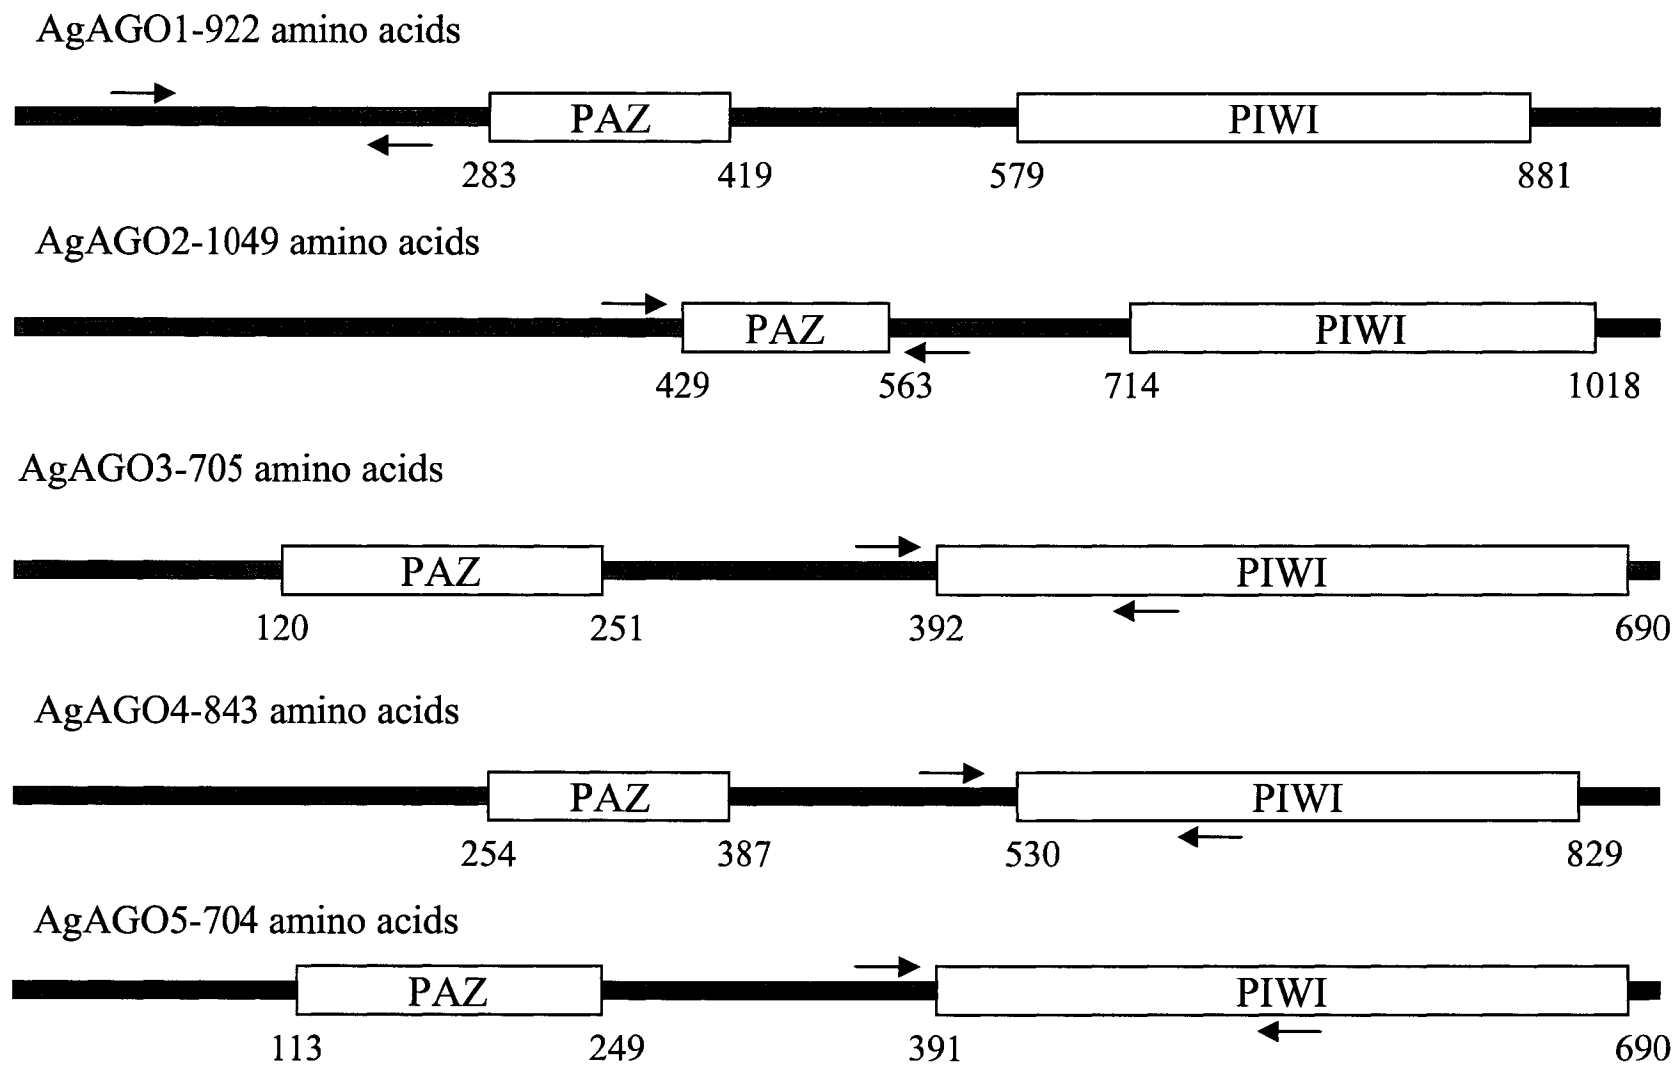 AgAGO1-922 amino acids
PAZ PIWI
283 419 579 881
AgAGO2-1049 amino acids
PAZ PIWI
429 563 714 1018
AgAGO3-705 amino acids
PAZ PIWI
120 251 392 690
AgAGO4-843 amino acids
PAZ PIWI
254 387 530 829
AgAGO5-704 amino acids
PAZ PIWI
113 249 391 690